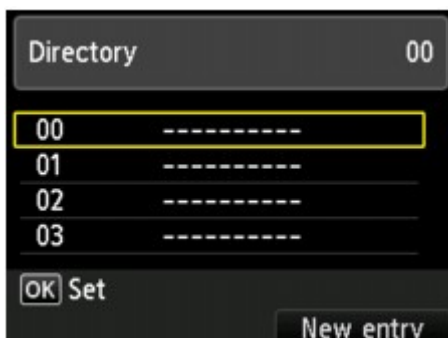 Directory 00
00 ----------
01 ----------
02 ----------
03 ----------
OK Set
New entry